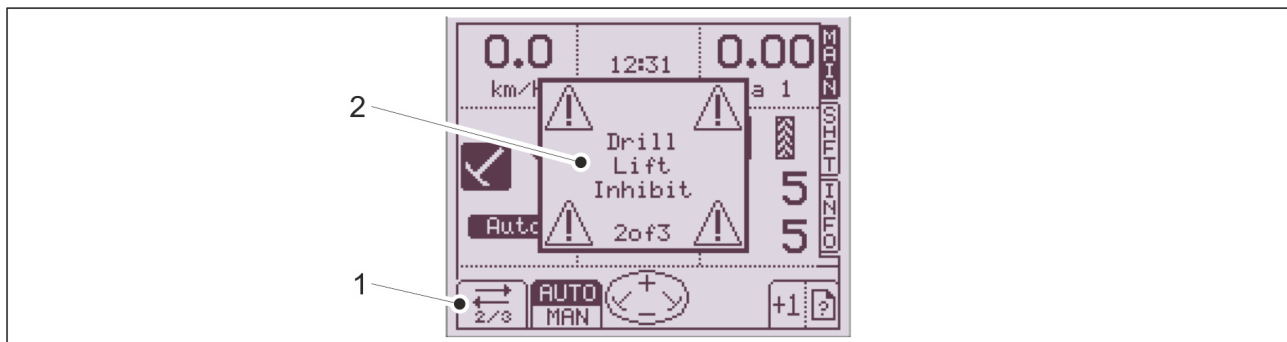 0.0
12:31
0.00
km/
a 1
MAIN
SHFT
INFO
2
Drill
Lift
Inhibit
2of3
5
5
Auto
1
2/3
AUTO
MAN
+
-
+1
?